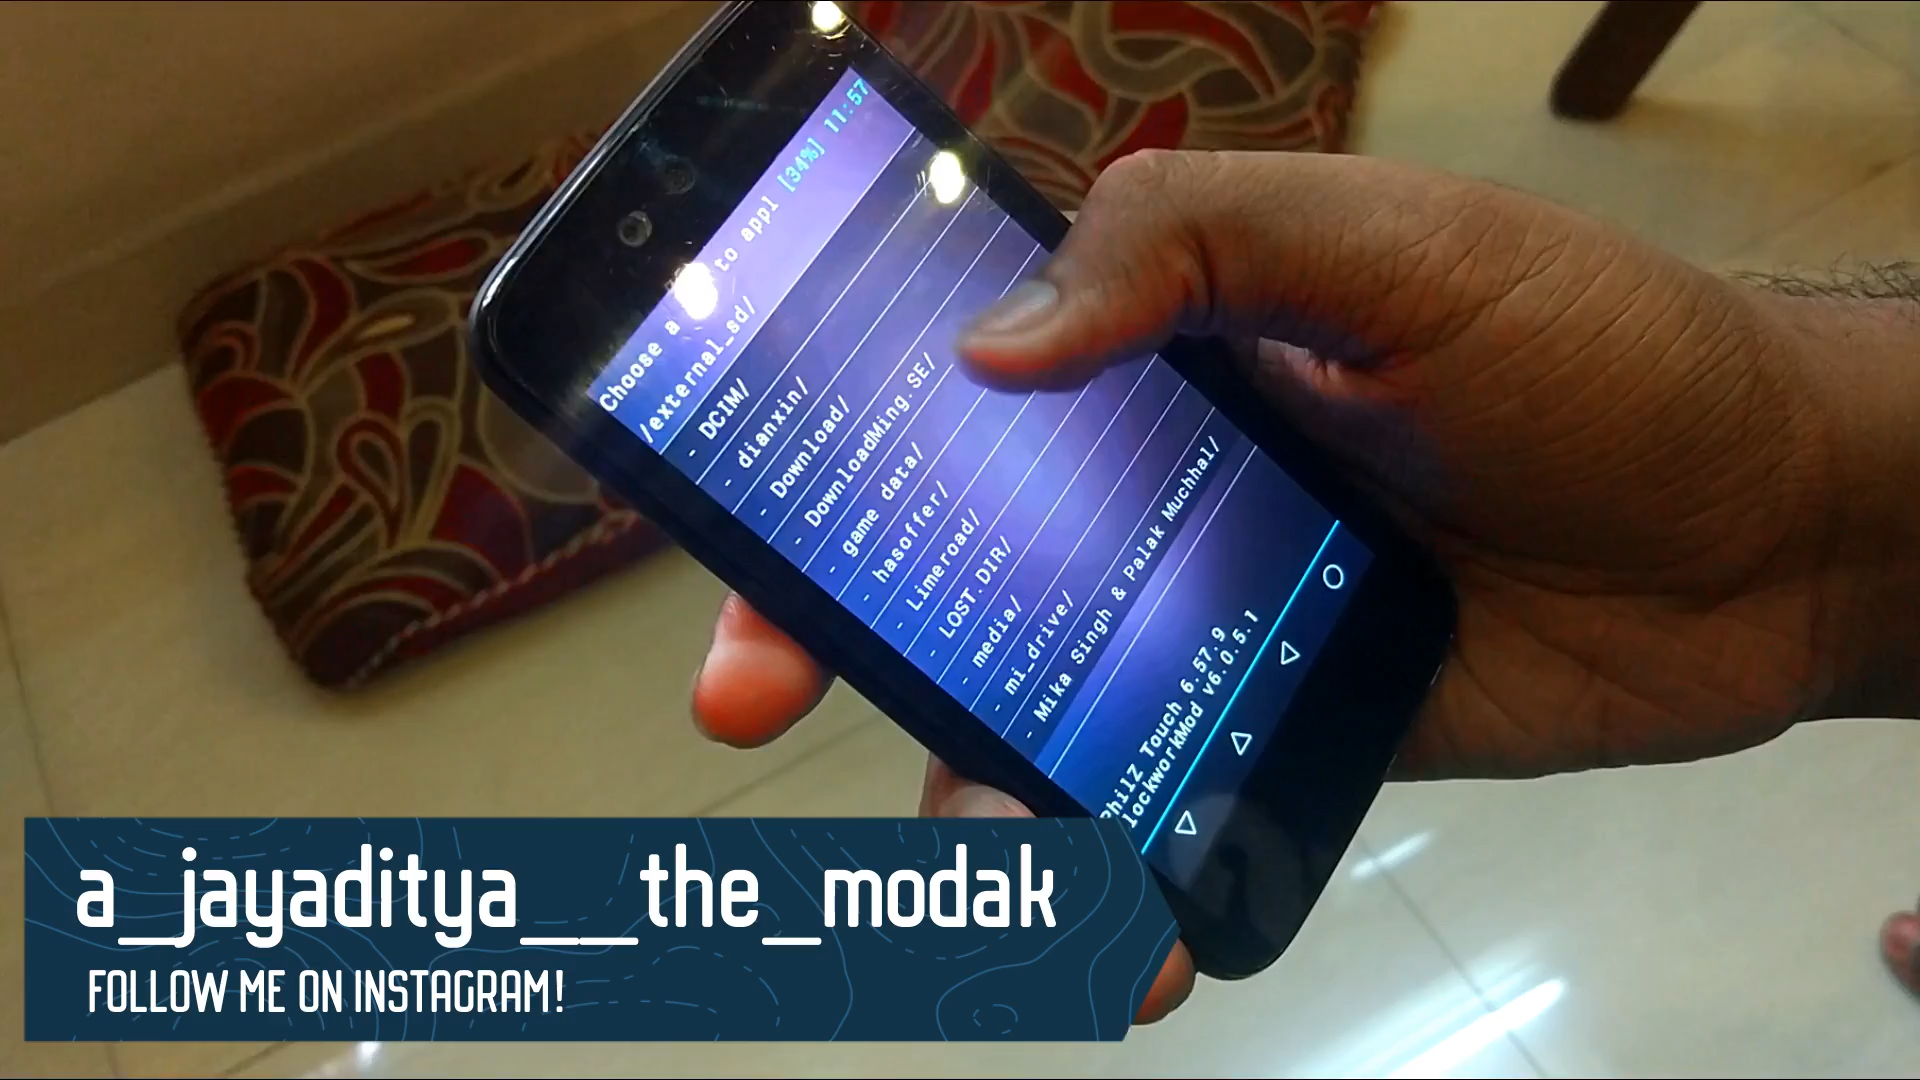 Choose a to appl [34%] 11:57
/external_sd/
- DCIM/
- dianxin/
- Download/
- DownloadMing.SE/
- game data/
- hasoffer/
- Limeroad/
- LOST.DIR/
- media/
- mi_drive/
- Mika Singh & Palak Muchhal/
PhilZ Touch 6.57.9
lockworkMod v6.0.5.1
a_jayaditya__the_modak
FOLLOW ME ON INSTAGRAM!